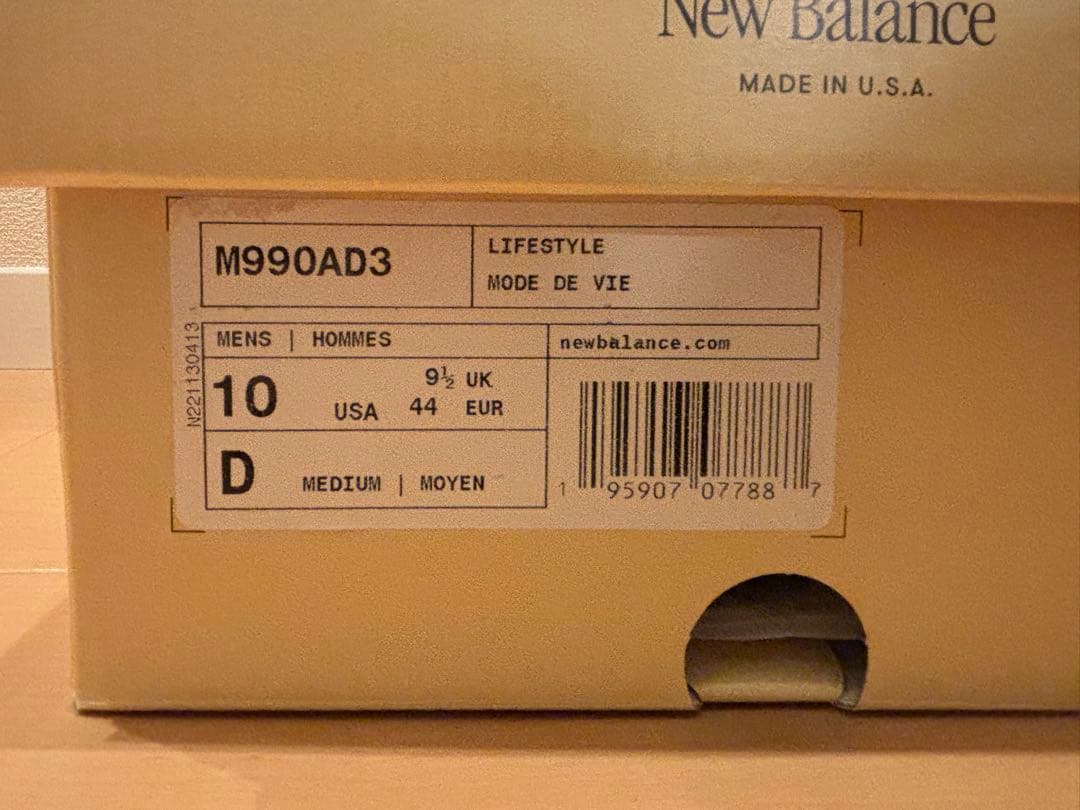 New Balance
MADE IN U.S.A.
M990AD3
LIFESTYLE
MODE DE VIE
MENS | HOMMES
newbalance.com
10 USA
9½ UK
44 EUR
D MEDIUM | MOYEN
N221130413
1 95907 07788 7